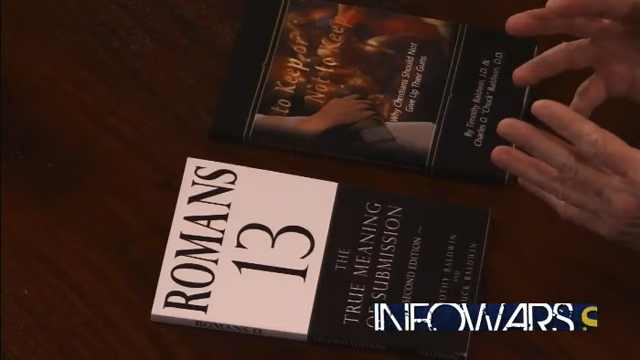 to Keep or
Not to Keep
Why Christians Should Not
Give Up Their Guns
By Timothy Baldwin, J.D. &
Charles O. "Chuck" Baldwin, D.D.
ROMANS
13
THE
TRUE MEANING
OF SUBMISSION
SECOND EDITION
BALDWIN
AND
BALDWIN
ROMANS 13
INFOWARS